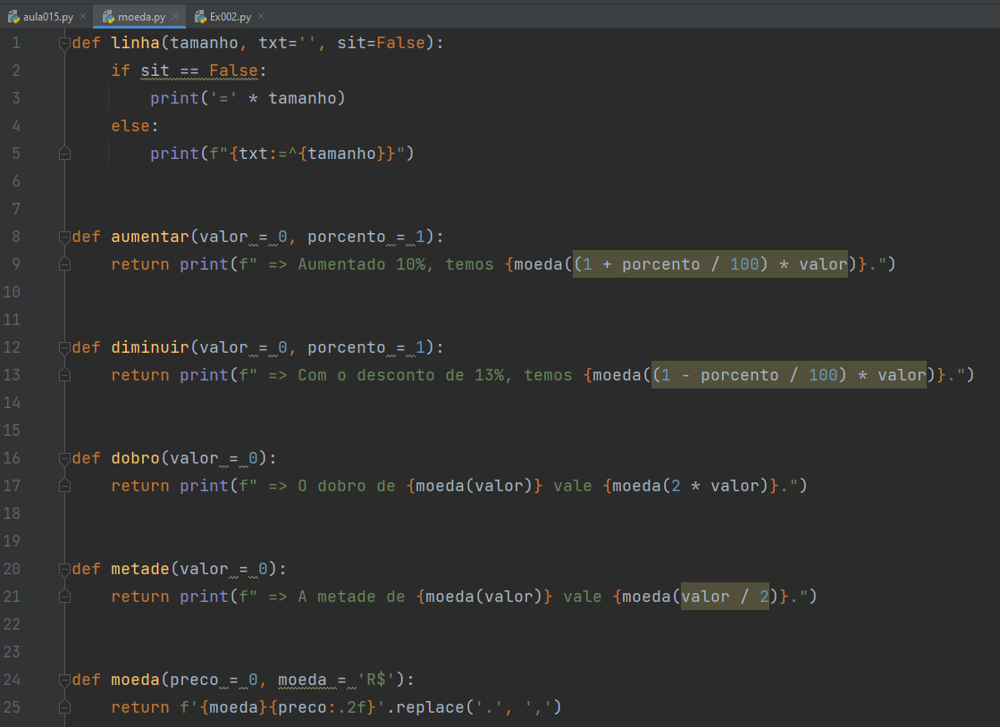 aula015.py moeda.py Ex002.py
1 def linha(tamanho, txt='', sit=False):
2     if sit == False:
3         print('=' * tamanho)
4     else:
5         print(f"{txt:=^{tamanho}}")
6
7
8 def aumentar(valor = 0, porcento = 1):
9     return print(f" => Aumentado 10%, temos {moeda((1 + porcento / 100) * valor)}.")
10
11
12 def diminuir(valor = 0, porcento = 1):
13     return print(f" => Com o desconto de 13%, temos {moeda((1 - porcento / 100) * valor)}.")
14
15
16 def dobro(valor = 0):
17     return print(f" => O dobro de {moeda(valor)} vale {moeda(2 * valor)}.")
18
19
20 def metade(valor = 0):
21     return print(f" => A metade de {moeda(valor)} vale {moeda(valor / 2)}.")
22
23
24 def moeda(preco = 0, moeda = 'R$'):
25     return f'{moeda}{preco:.2f}'.replace('.', ',')